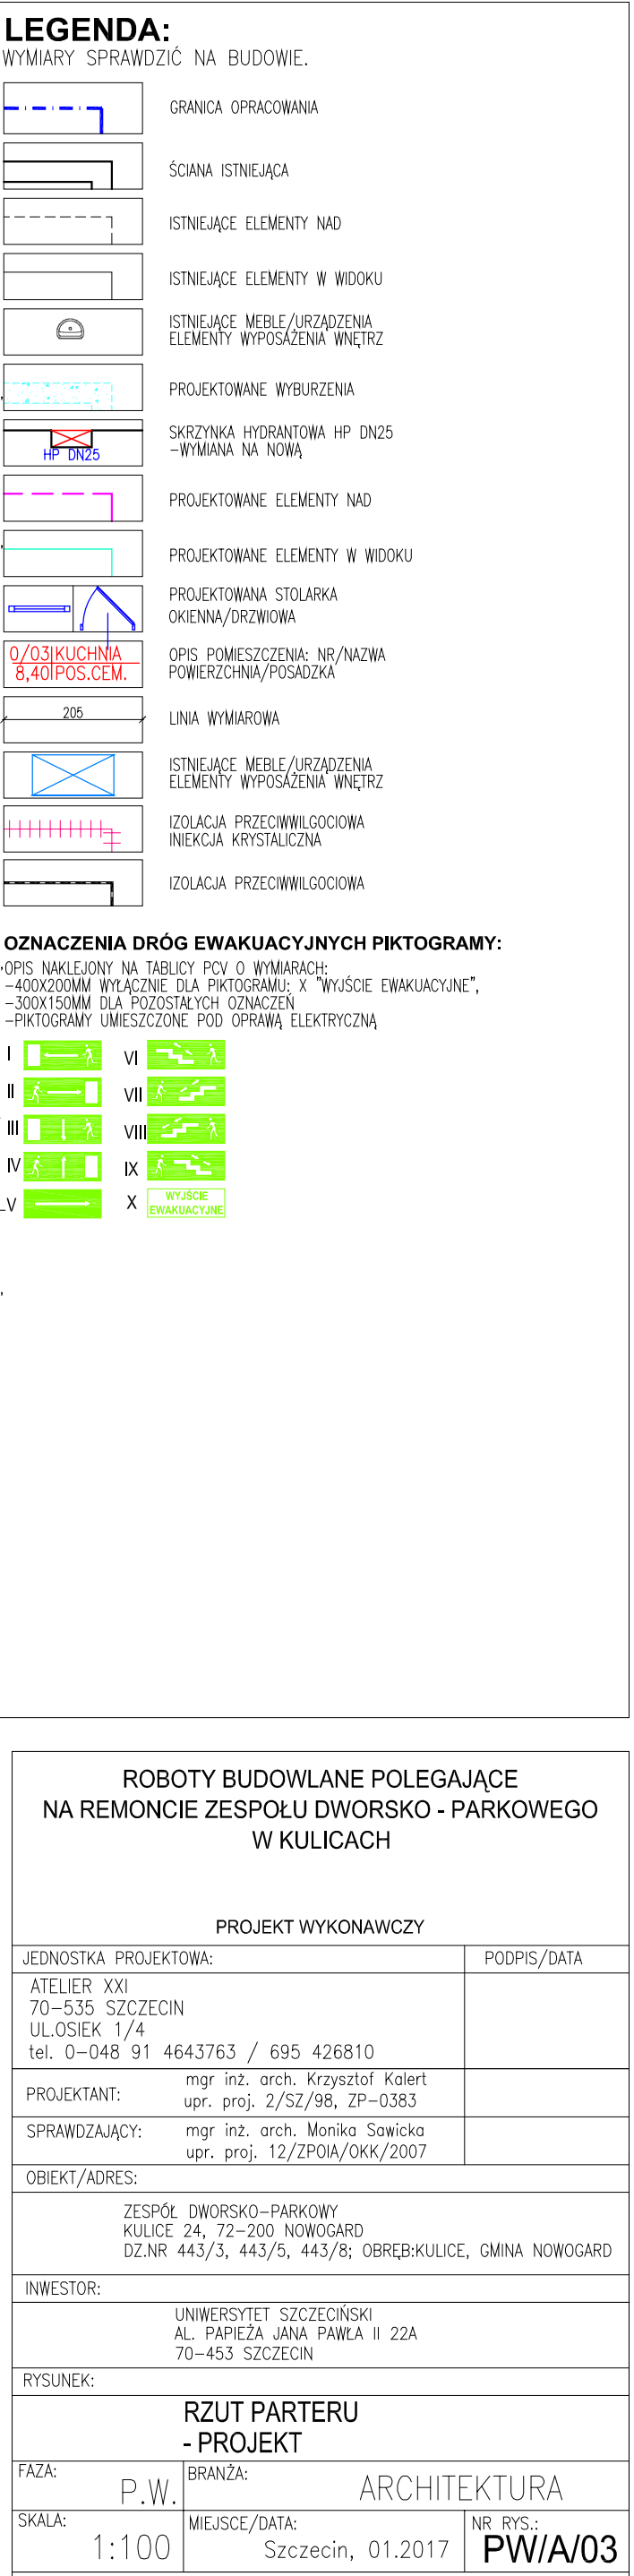 LEGENDA:
WYMIARY SPRAWDZIĆ NA BUDOWIE.
GRANICA OPRACOWANIA
ŚCIANA ISTNIEJĄCA
ISTNIEJĄCE ELEMENTY NAD
ISTNIEJĄCE ELEMENTY W WIDOKU
ISTNIEJĄCE MEBLE/URZĄDZENIA
ELEMENTY WYPOSAŻENIA WNĘTRZ
PROJEKTOWANE WYBURZENIA
SKRZYNKA HYDRANTOWA HP DN25
-WYMIANA NA NOWĄ
HP DN25
PROJEKTOWANE ELEMENTY NAD
PROJEKTOWANE ELEMENTY W WIDOKU
PROJEKTOWANA STOLARKA
OKIENNA/DRZWIOWA
0/03 KUCHNIA
8,40 POS.CEM.
OPIS POMIESZCZENIA: NR/NAZWA
POWIERZCHNIA/POSADZKA
205
LINIA WYMIAROWA
ISTNIEJĄCE MEBLE/URZĄDZENIA
ELEMENTY WYPOSAŻENIA WNĘTRZ
IZOLACJA PRZECIWWILGOCIOWA
INIEKCJA KRYSTALICZNA
IZOLACJA PRZECIWWILGOCIOWA
OZNACZENIA DRÓG EWAKUACYJNYCH PIKTOGRAMY:
OPIS NAKLEJONY NA TABLICY PCV O WYMIARACH:
-400X200MM WYŁĄCZNIE DLA PIKTOGRAMU: X "WYJŚCIE EWAKUACYJNE",
-300X150MM DLA POZOSTAŁYCH OZNACZEŃ
-PIKTOGRAMY UMIESZCZONE POD OPRAWĄ ELEKTRYCZNĄ
I
VI
II
VII
III
VIII
IV
IX
V
X
WYJŚCIE
EWAKUACYJNE
ROBOTY BUDOWLANE POLEGAJĄCE
NA REMONCIE ZESPOŁU DWORSKO - PARKOWEGO
W KULICACH
PROJEKT WYKONAWCZY
JEDNOSTKA PROJEKTOWA:
PODPIS/DATA
ATELIER XXI
70-535 SZCZECIN
UL.OSIEK 1/4
tel. 0-048 91 4643763 / 695 426810
PROJEKTANT:
mgr inż. arch. Krzysztof Kalert
upr. proj. 2/SZ/98, ZP-0383
SPRAWDZAJĄCY:
mgr inż. arch. Monika Sawicka
upr. proj. 12/ZPOIA/OKK/2007
OBIEKT/ADRES:
ZESPÓŁ DWORSKO-PARKOWY
KULICE 24, 72-200 NOWOGARD
DZ.NR 443/3, 443/5, 443/8; OBRĘB:KULICE, GMINA NOWOGARD
INWESTOR:
UNIWERSYTET SZCZECIŃSKI
AL. PAPIEŻA JANA PAWŁA II 22A
70-453 SZCZECIN
RYSUNEK:
RZUT PARTERU
- PROJEKT
FAZA:
P.W.
BRANŻA:
ARCHITEKTURA
SKALA:
1:100
MIEJSCE/DATA:
Szczecin, 01.2017
NR RYS.:
PW/A/03